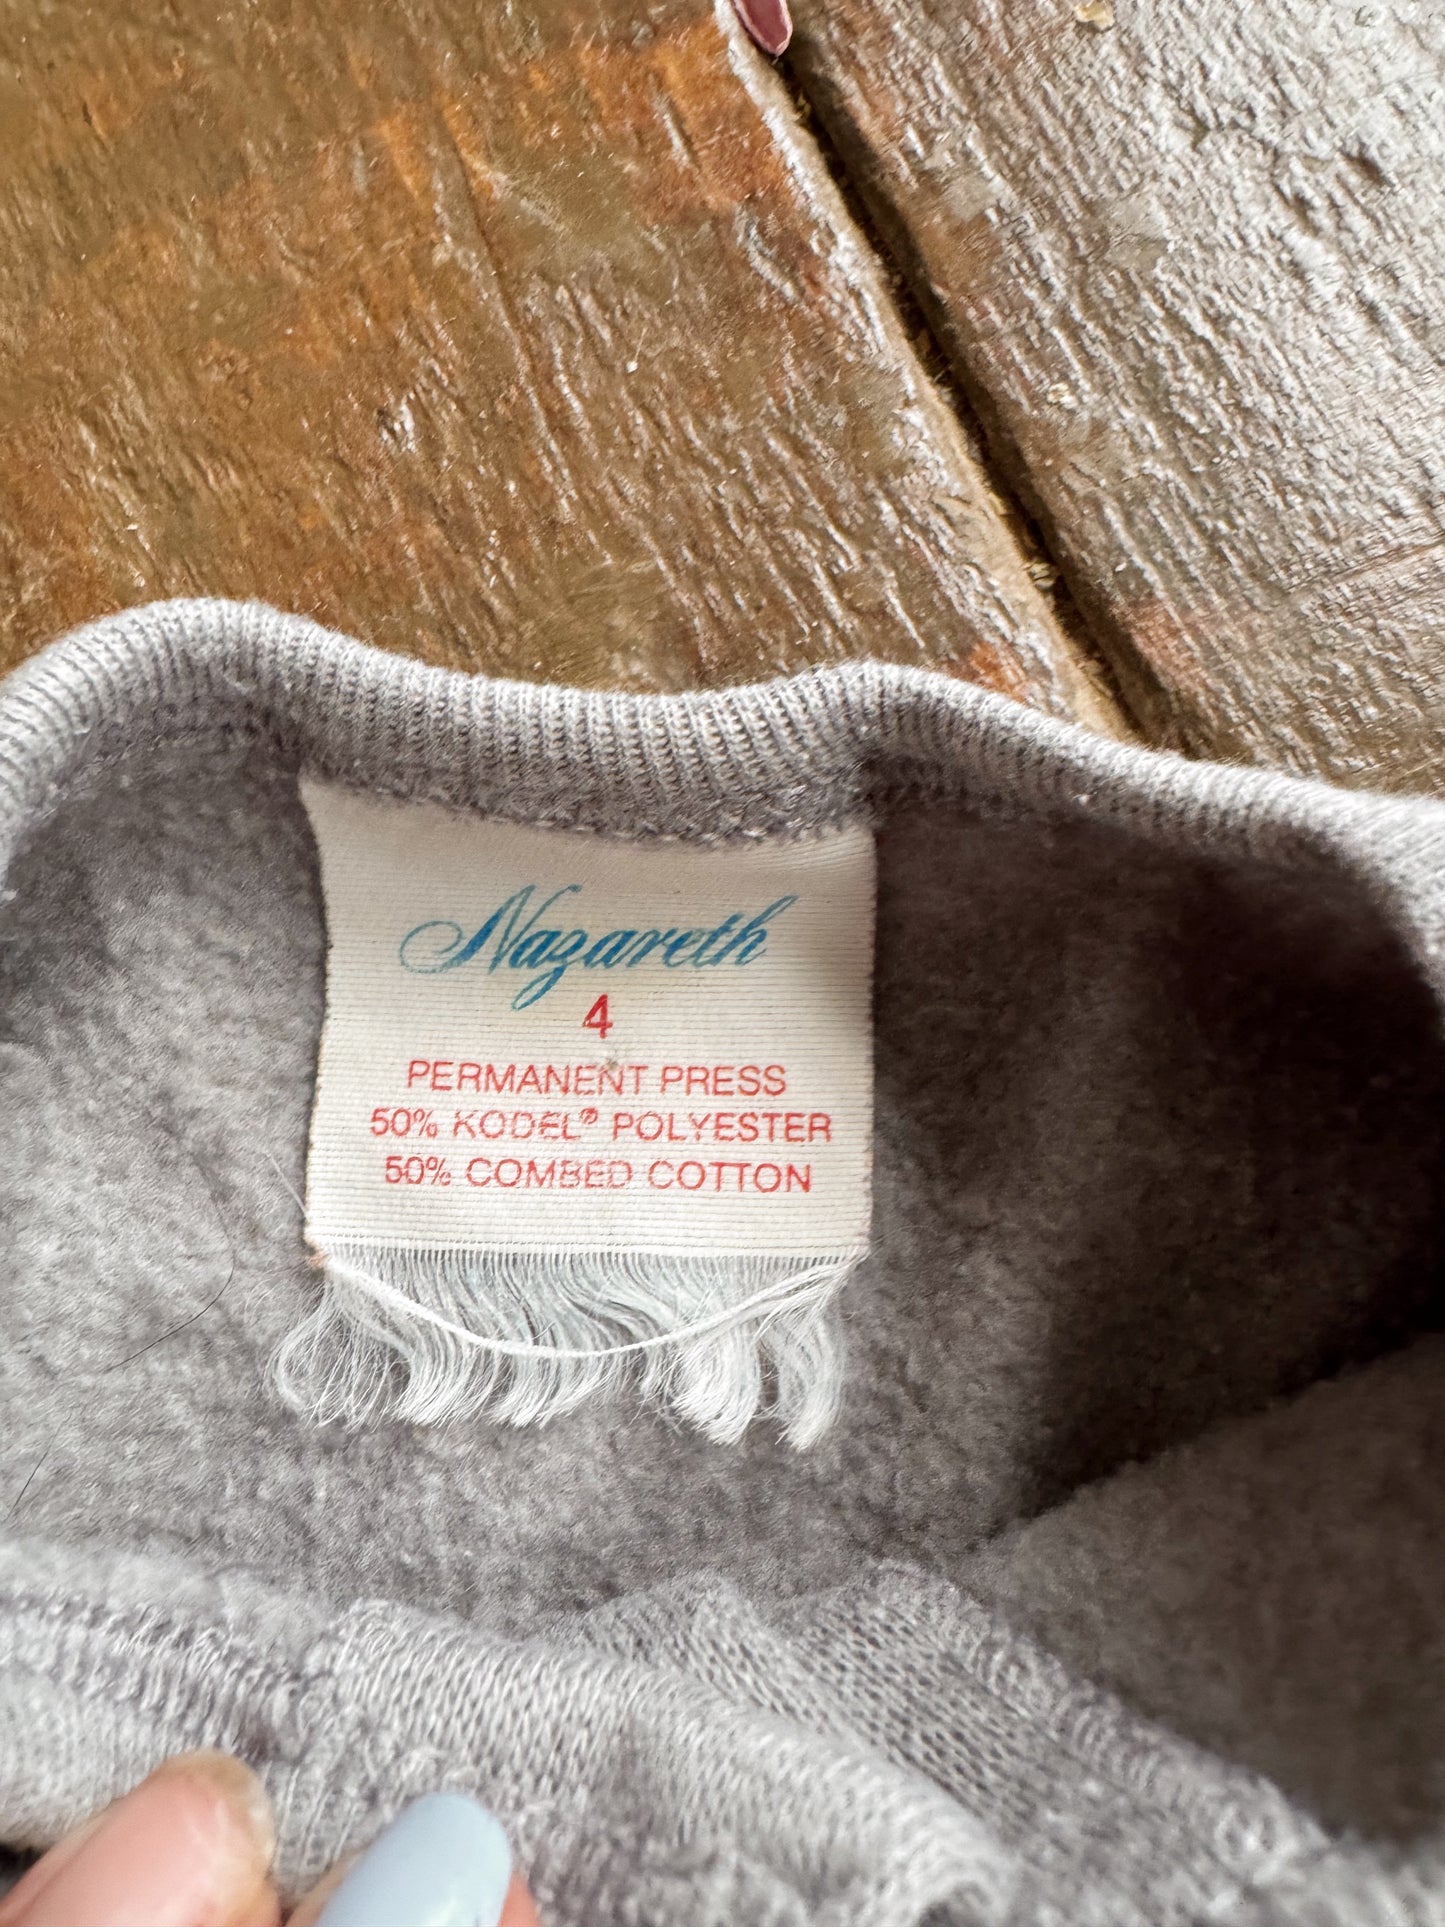 Nazareth
4
PERMANENT PRESS
50% KODEL® POLYESTER
50% COMBED COTTON